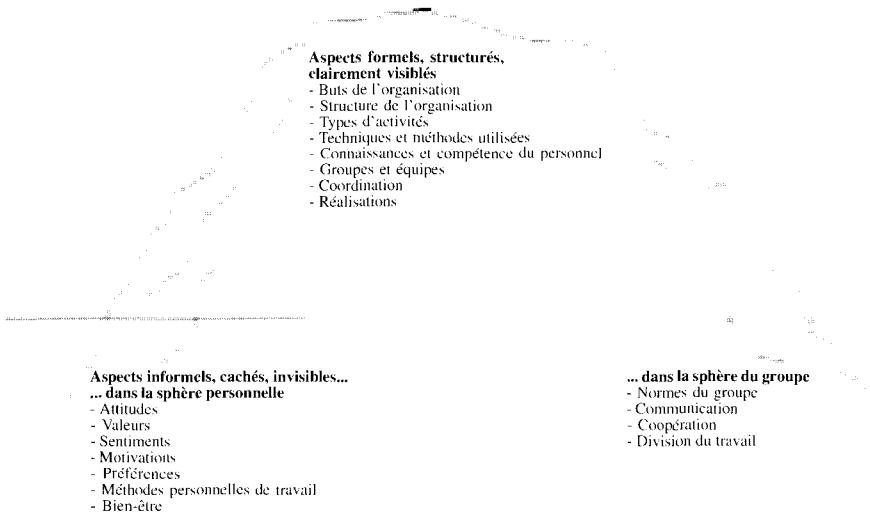 Aspects formels, structurés,
clairement visiblés
- Buts de l'organisation
- Structure de l'organisation
- Types d'activités
- Techniques et méthodes utilisées
- Connaissances et compétence du personnel
- Groupes et équipes
- Coordination
- Réalisations
Aspects informels, cachés, invisibles...
... dans la sphère personnelle
- Attitudes
- Valeurs
- Sentiments
- Motivations
- Préférences
- Méthodes personnelles de travail
- Bien-être
... dans la sphère du groupe
- Normes du groupe
- Communication
- Coopération
- Division du travail